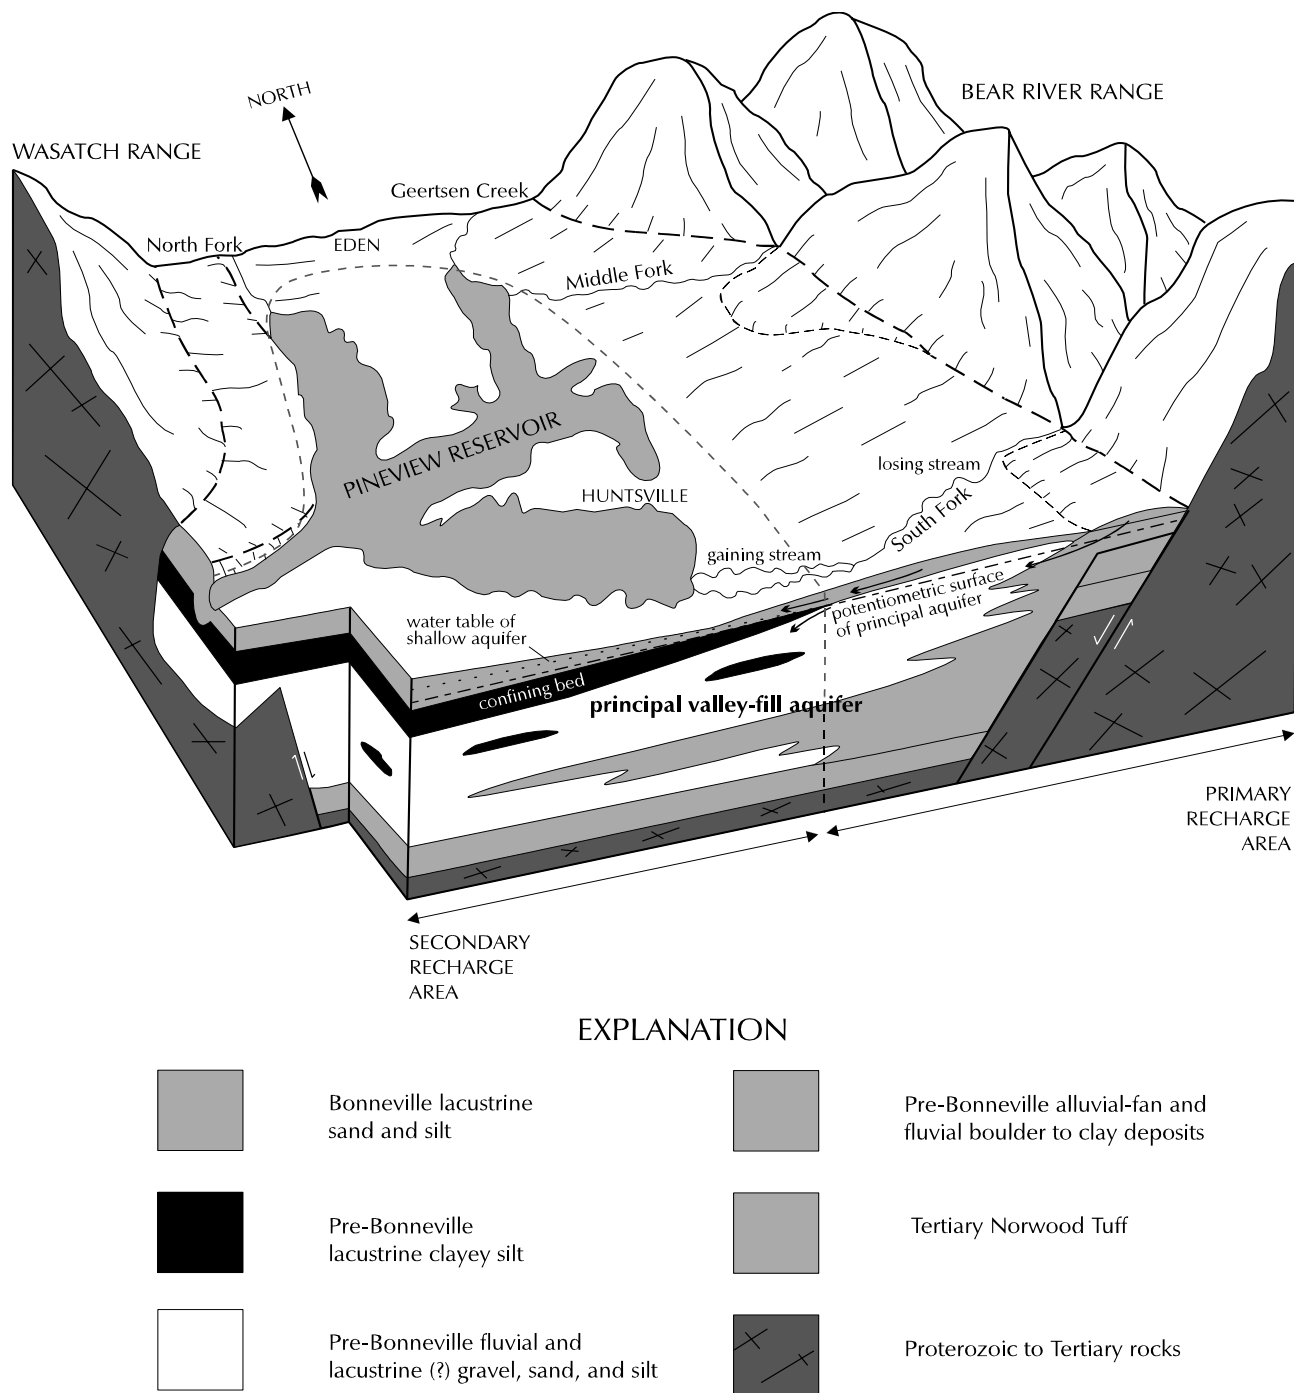 NORTH
BEAR RIVER RANGE
WASATCH RANGE
Geertsen Creek
North Fork
EDEN
Middle Fork
PINEVIEW RESERVOIR
losing stream
HUNTSVILLE
South Fork
gaining stream
potentiometric surface
of principal aquifer
water table of
shallow aquifer
confining bed
principal valley-fill aquifer
PRIMARY
RECHARGE
AREA
SECONDARY
RECHARGE
AREA
EXPLANATION
Bonneville lacustrine
sand and silt
Pre-Bonneville alluvial-fan and
fluvial boulder to clay deposits
Pre-Bonneville
lacustrine clayey silt
Tertiary Norwood Tuff
Pre-Bonneville fluvial and
lacustrine (?) gravel, sand, and silt
Proterozoic to Tertiary rocks